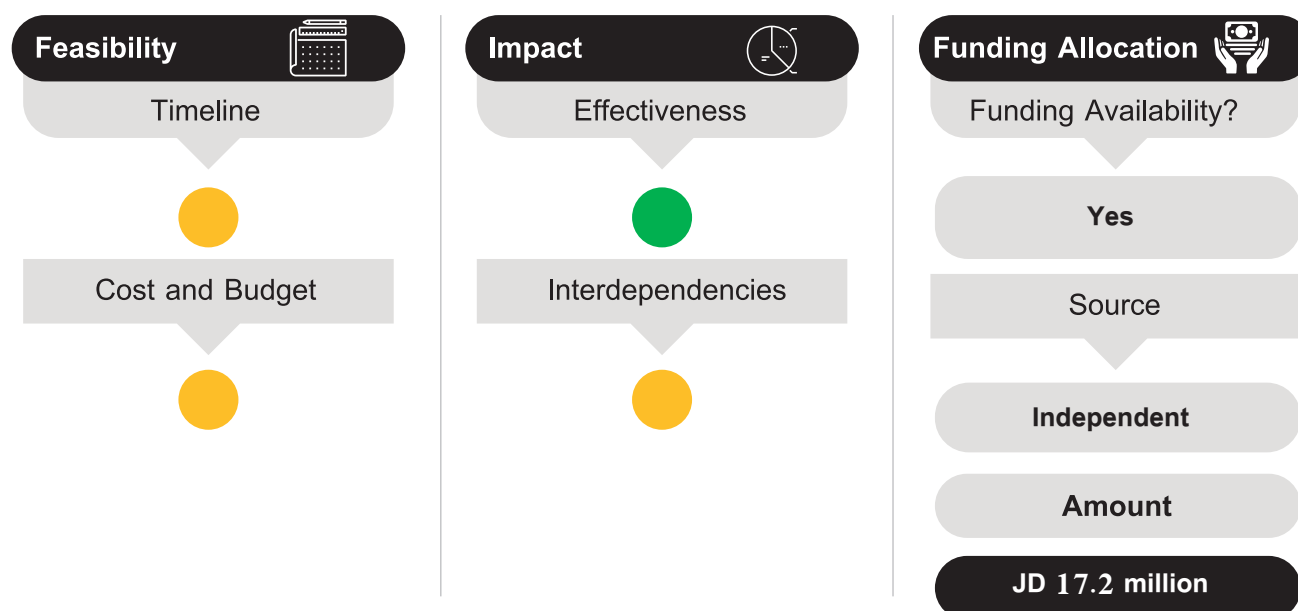 Feasibility
Timeline
Cost and Budget
Impact
Effectiveness
Interdependencies
Funding Allocation
Funding Availability?
Yes
Source
Independent
Amount
JD 17.2 million